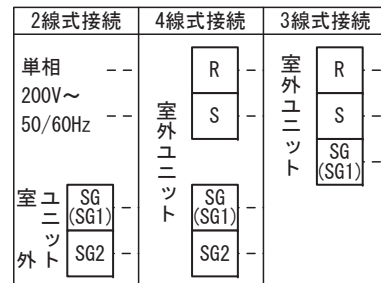 2線式接続
4線式接続
3線式接続
単相
200V～
50/60Hz
室外ユニット
SG
(SG1)
SG2
室外ユニット
R
S
SG
(SG1)
SG2
室外ユニット
R
S
SG
(SG1)